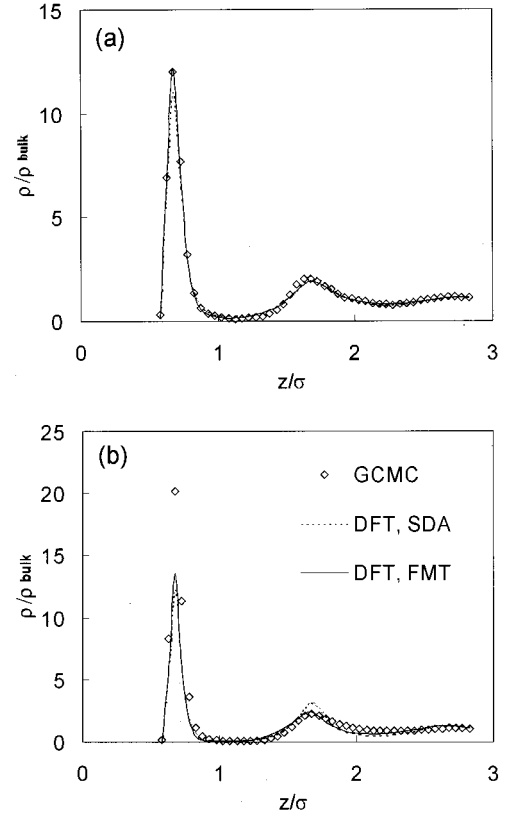 (a)
15
10
5
0
ρ/ρ bulk
0 1 2 3
z/σ
(b)
25
20
15
10
5
0
ρ/ρ bulk
GCMC
DFT, SDA
DFT, FMT
0 1 2 3
z/σ